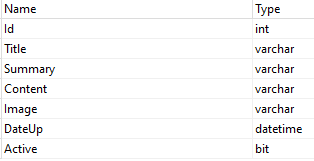 Name Type
Id int
Title varchar
Summary varchar
Content varchar
Image varchar
DateUp datetime
Active bit